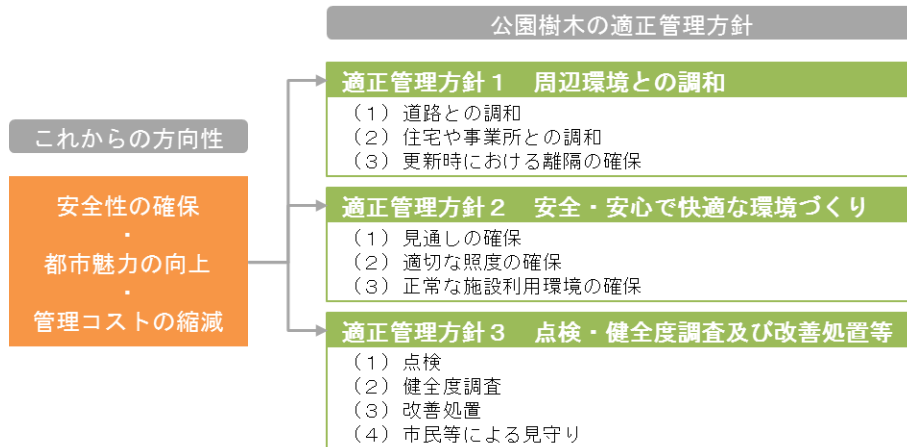 公園樹木の適正管理方針
適正管理方針1 周辺環境との調和
(1)道路との調和
(2)住宅や事業所との調和
(3)更新時における離隔の確保
これからの方向性
安全性の確保
・
都市魅力の向上
・
管理コストの縮減
適正管理方針2 安全・安心で快適な環境づくり
(1)見通しの確保
(2)適切な照度の確保
(3)正常な施設利用環境の確保
適正管理方針3 点検・健全度調査及び改善処置等
(1)点検
(2)健全度調査
(3)改善処置
(4)市民等による見守り